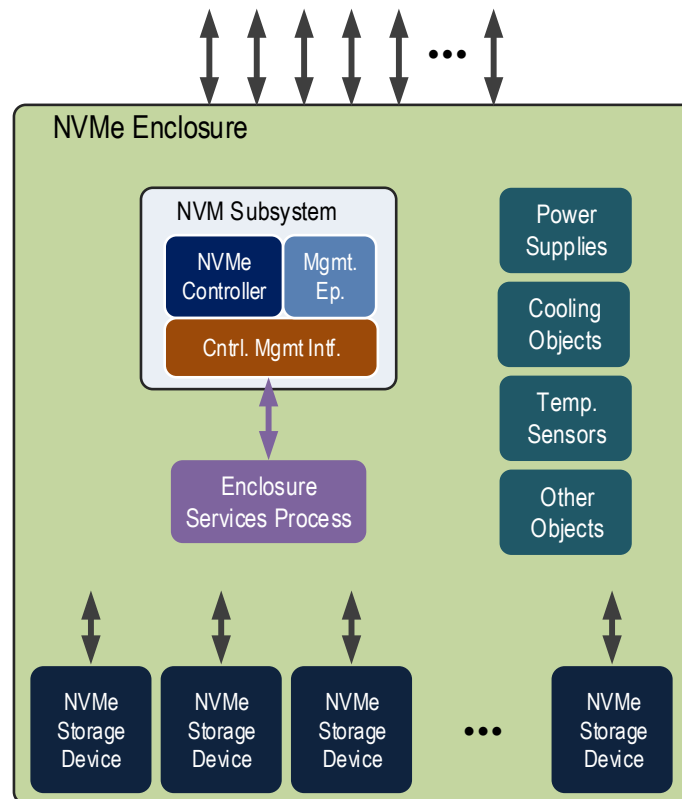 •••
NVMe Enclosure
NVM Subsystem
NVMe
Controller
Mgmt.
Ep.
Cntrl. Mgmt Intf.
Enclosure
Services Process
Power
Supplies
Cooling
Objects
Temp.
Sensors
Other
Objects
NVMe
Storage
Device
NVMe
Storage
Device
NVMe
Storage
Device
•••
NVMe
Storage
Device